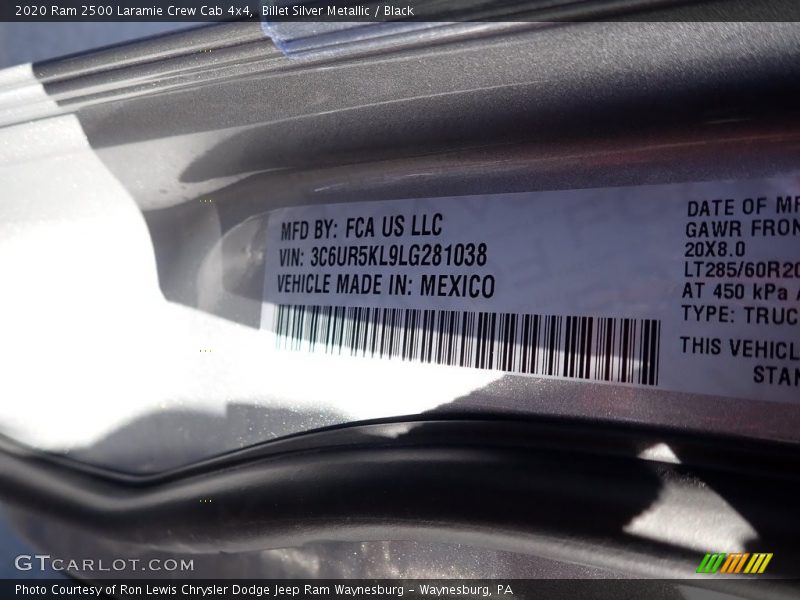 2020 Ram 2500 Laramie Crew Cab 4x4, Billet Silver Metallic / Black
MFD BY: FCA US LLC
VIN: 3C6UR5KL9LG281038
VEHICLE MADE IN: MEXICO
DATE OF MF
GAWR FRON
20X8.0
LT285/60R20
AT 450 kPa
TYPE: TRUC
THIS VEHICL
STAN
GTCARLOT.COM
Photo Courtesy of Ron Lewis Chrysler Dodge Jeep Ram Waynesburg - Waynesburg, PA